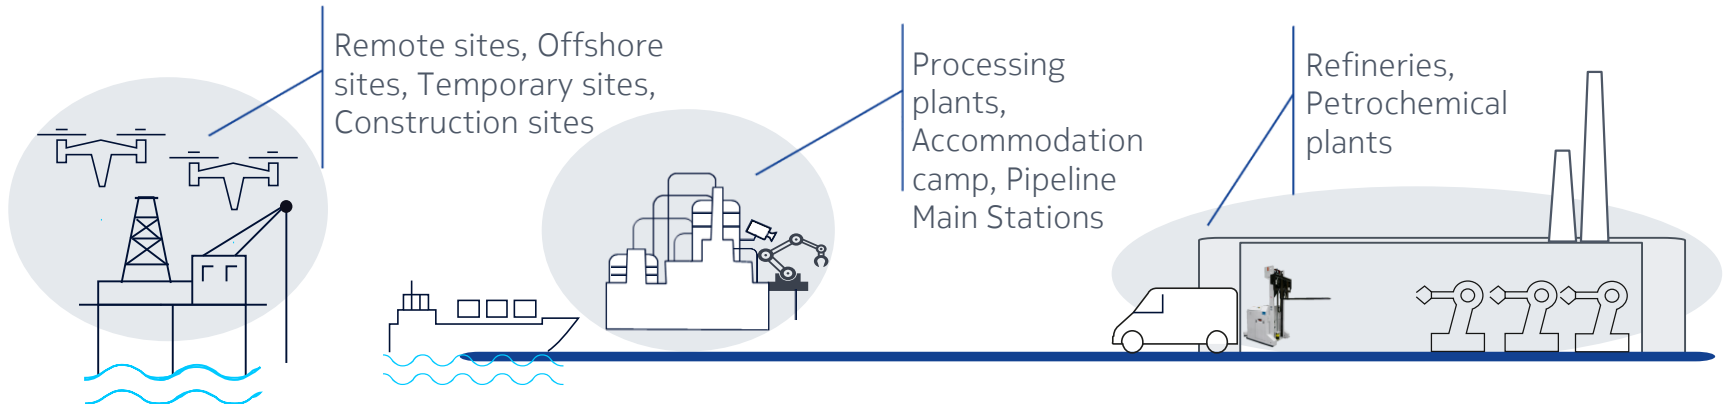 Remote sites, Offshore
sites, Temporary sites,
Construction sites
Processing
plants,
Accommodation
camp, Pipeline
Main Stations
Refineries,
Petrochemical
plants